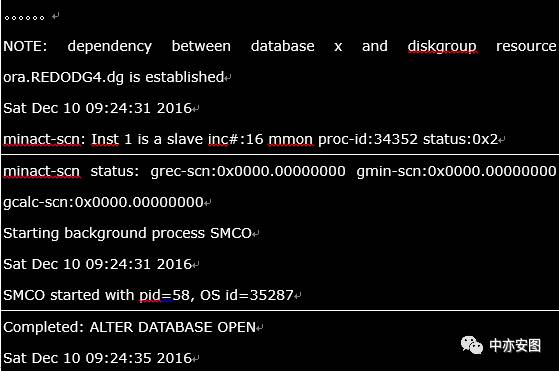 。。。。。。
NOTE: dependency between database x and diskgroup resource
ora.REDODG4.dg is established
Sat Dec 10 09:24:31 2016
minact-scn: Inst 1 is a slave inc#:16 mmon proc-id:34352 status:0x2
minact-scn status: grec-scn:0x0000.00000000 gmin-scn:0x0000.00000000
gcalc-scn:0x0000.00000000
Starting background process SMCO
Sat Dec 10 09:24:31 2016
SMCO started with pid=58, OS id=35287
Completed: ALTER DATABASE OPEN
Sat Dec 10 09:24:35 2016
中亦安图